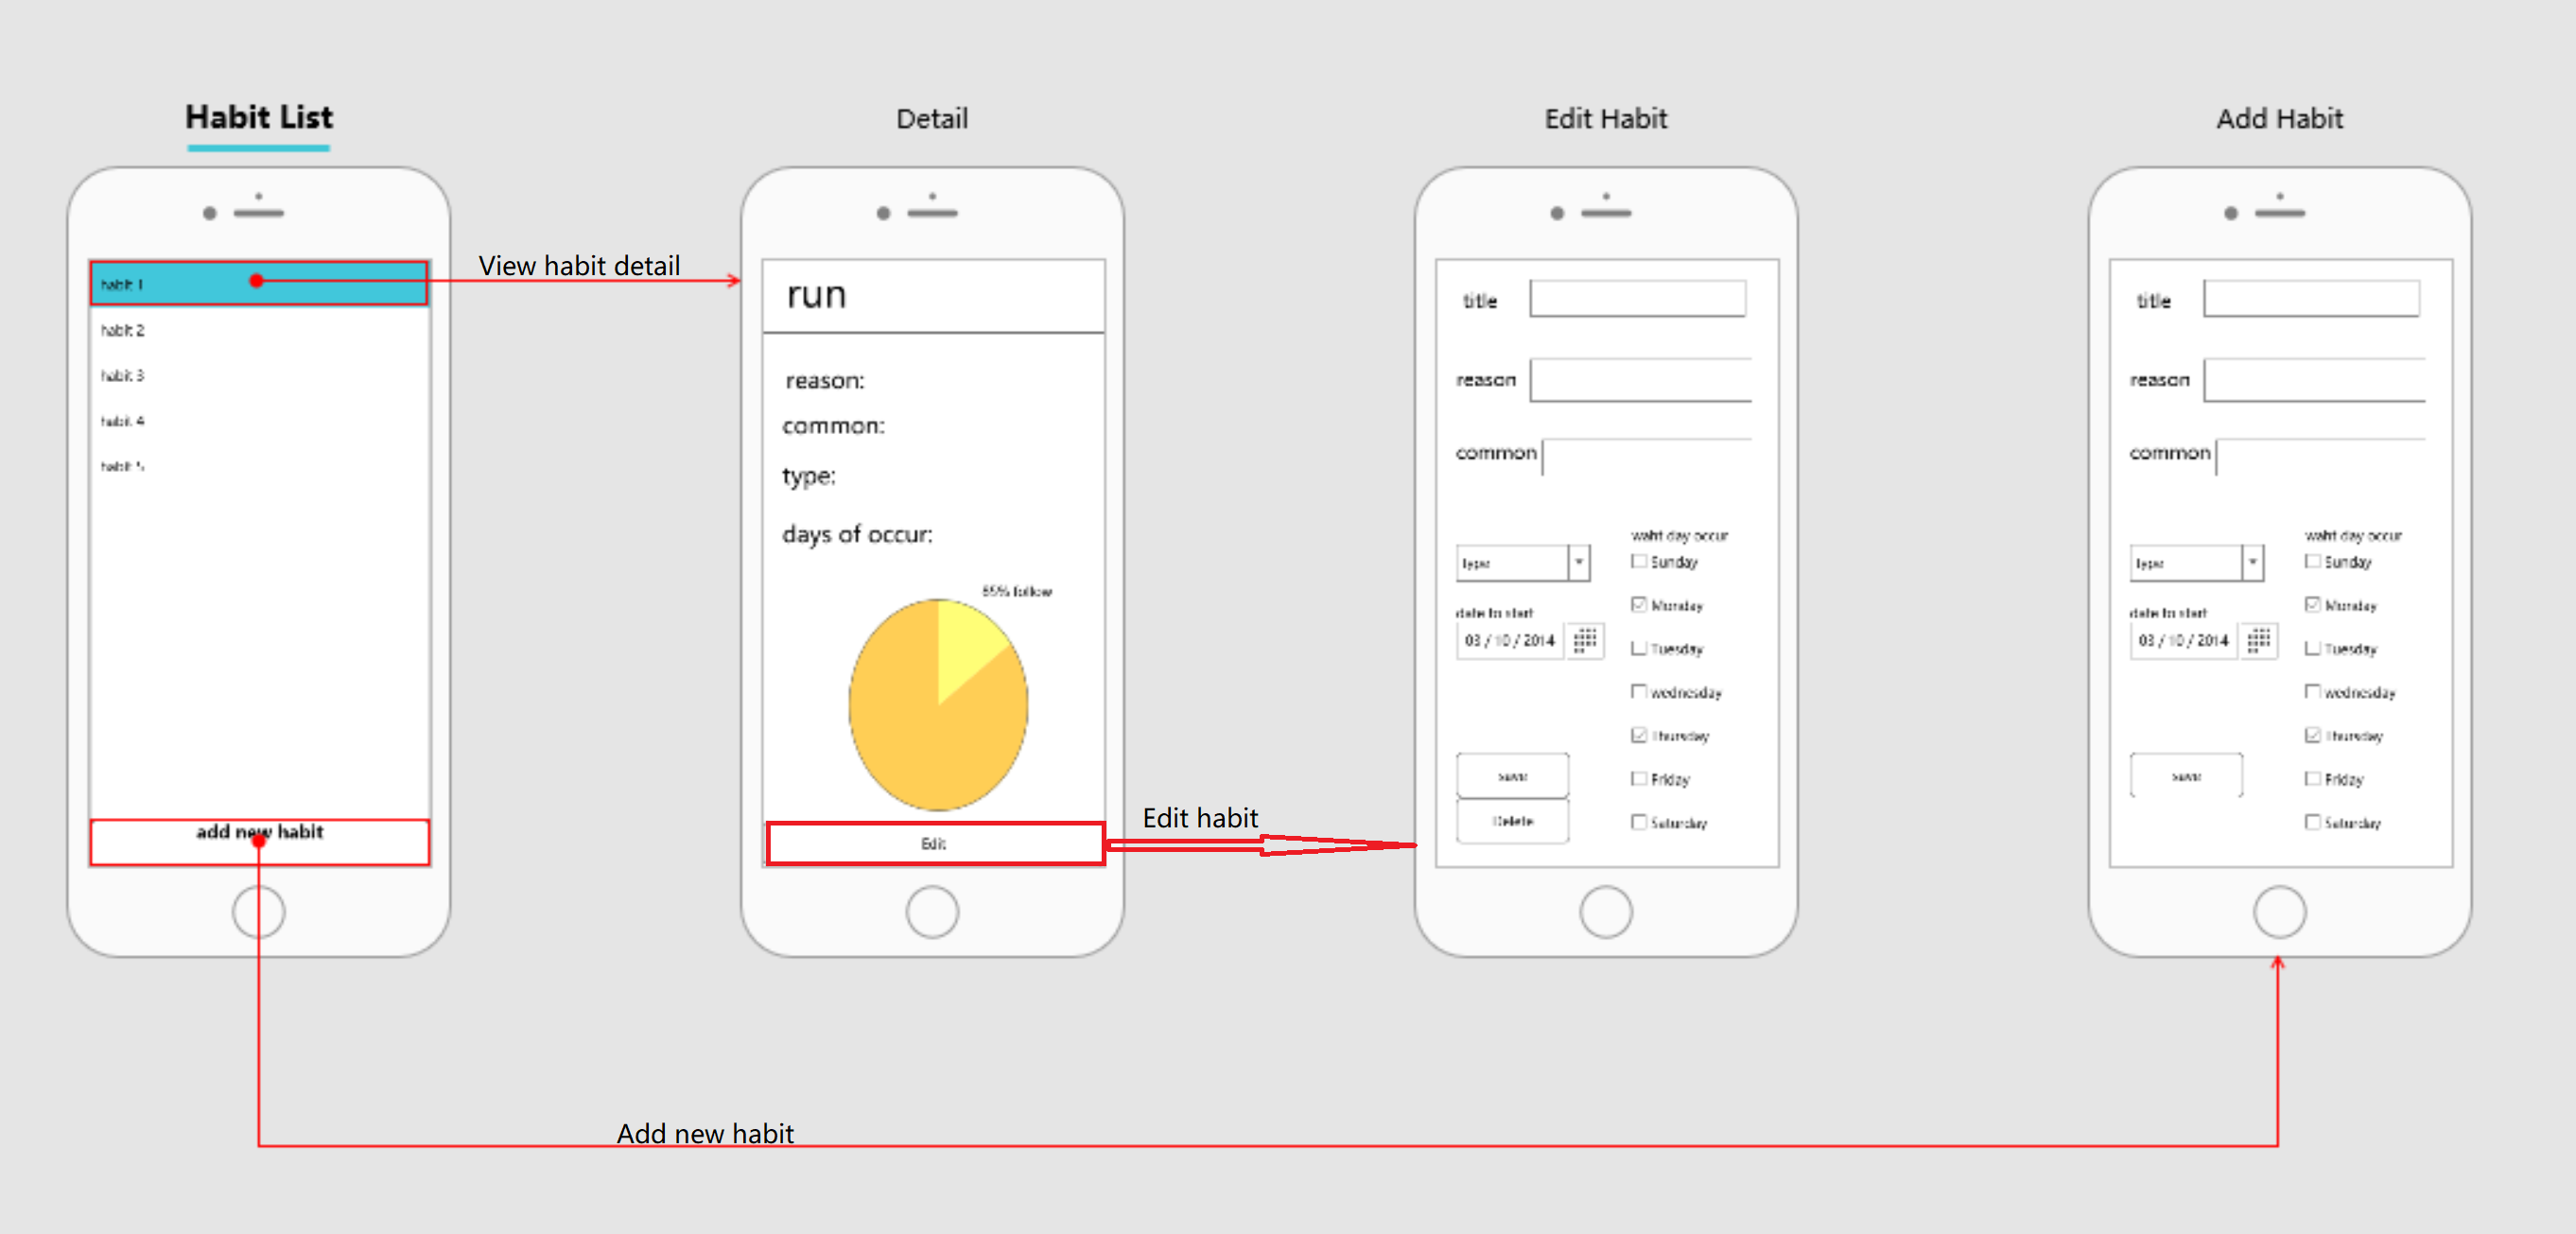 Habit List
habit 1
habit 2
habit 3
habit 4
habit 5
add new habit
View habit detail
Detail
run
reason:
common:
type:
days of occur:
85% follow
Edit
Edit habit
Edit Habit
title
reason
common
type
waht day occur
Sunday
Monday
Tuesday
wednesday
Thursday
Friday
Saturday
date to start
03 / 10 / 2014
save
Delete
Add Habit
title
reason
common
type
waht day occur
Sunday
Monday
Tuesday
wednesday
Thursday
Friday
Saturday
date to start
03 / 10 / 2014
save
Add new habit